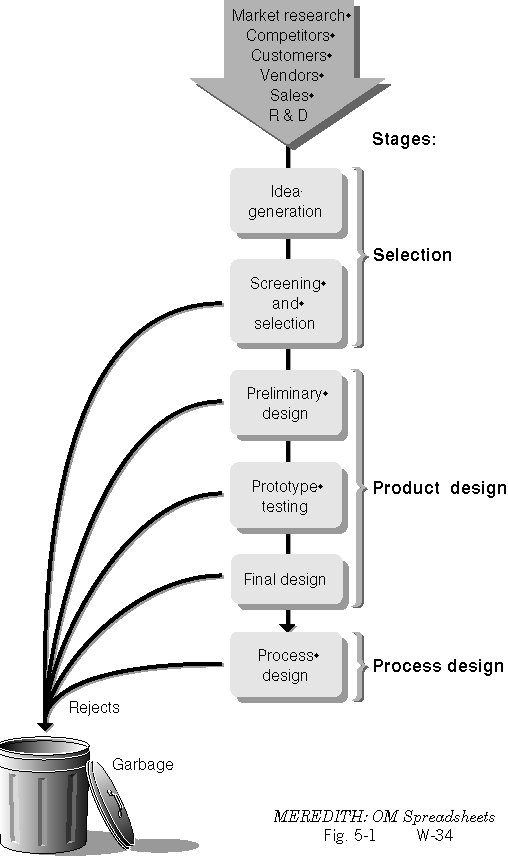 Market research
Competitors
Customers
Vendors
Sales
R & D
Stages:
Idea
generation
Selection
Screening
and
selection
Preliminary
design
Prototype
testing
Product design
Final design
Process
design
Process design
Rejects
Garbage
MEREDITH: OM Spreadsheets
Fig. 5-1 W-34